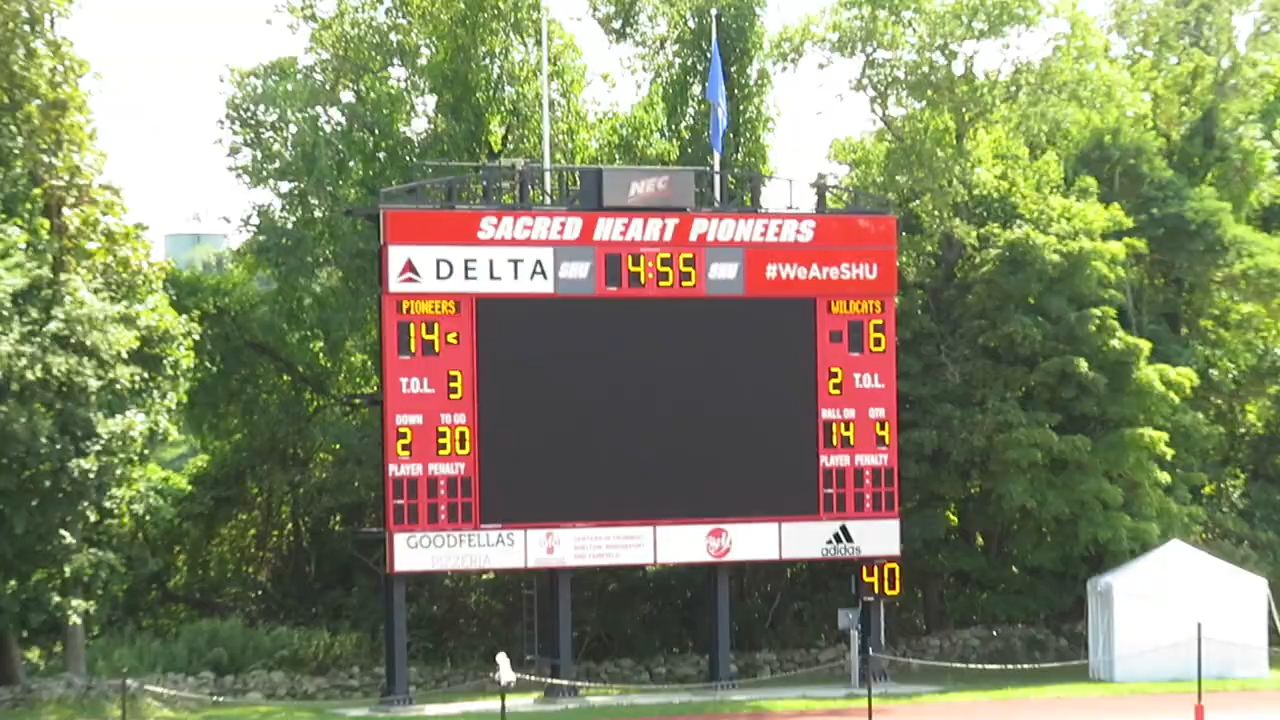 NEC
SACRED HEART PIONEERS
DELTA SHU 4:55 SHU #WeAreSHU
PIONEERS WILDCATS
14< 6
T.O.L. 3 2 T.O.L.
DOWN TO GO BALL ON QTR
2 30 14 4
PLAYER PENALTY PLAYER PENALTY
GOODFELLAS
PIZZERIA
adidas
40